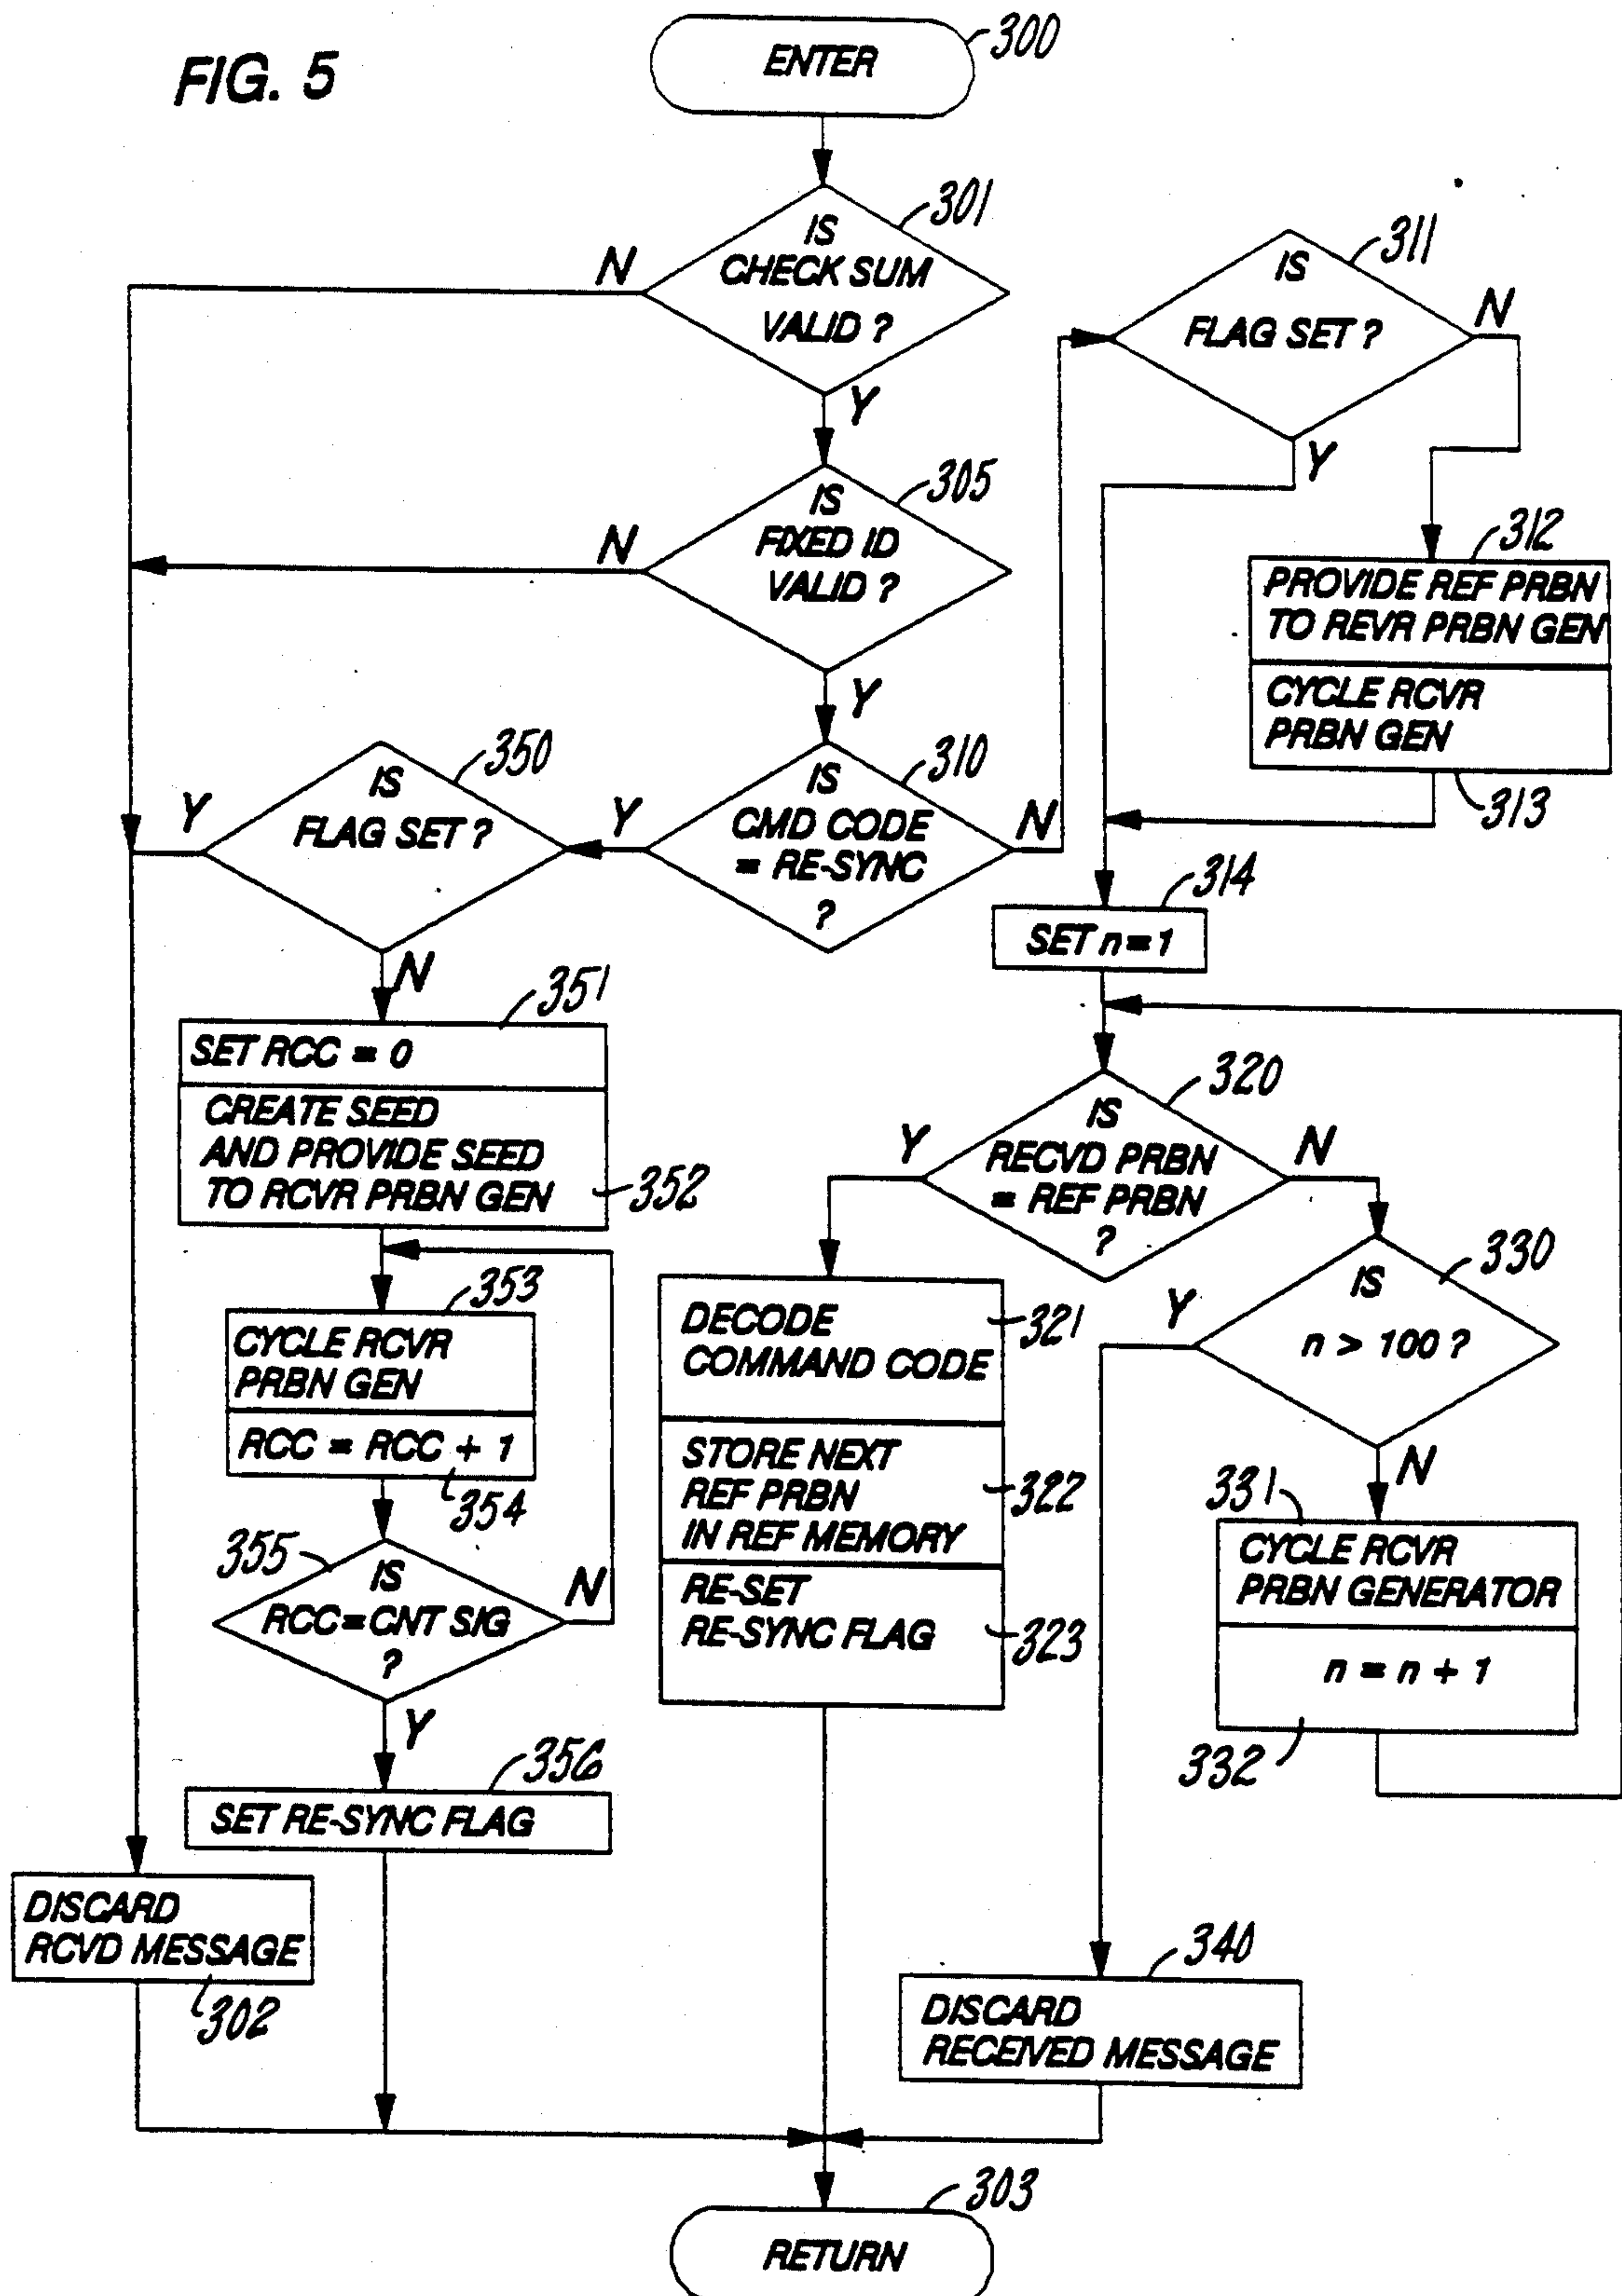 FIG. 5
ENTER
300
IS
CHECK SUM
VALID ?
301
N
Y
IS
FIXED ID
VALID ?
305
N
Y
IS
CMD CODE
= RE-SYNC
?
310
Y
N
IS
FLAG SET ?
311
N
Y
312
PROVIDE REF PRBN
TO REVR PRBN GEN
CYCLE RCVR
PRBN GEN
313
314
SET n = 1
IS
FLAG SET ?
350
Y
N
351
SET RCC = 0
CREATE SEED
AND PROVIDE SEED
TO RCVR PRBN GEN
352
353
CYCLE RCVR
PRBN GEN
RCC = RCC + 1
354
355
IS
RCC = CNT SIG
?
N
Y
356
SET RE-SYNC FLAG
DISCARD
RCVD MESSAGE
302
IS
RECVD PRBN
= REF PRBN
?
320
Y
N
DECODE
COMMAND CODE
321
STORE NEXT
REF PRBN
IN REF MEMORY
322
RE-SET
RE-SYNC FLAG
323
IS
n > 100 ?
330
Y
N
331
CYCLE RCVR
PRBN GENERATOR
n = n + 1
332
340
DISCARD
RECEIVED MESSAGE
303
RETURN